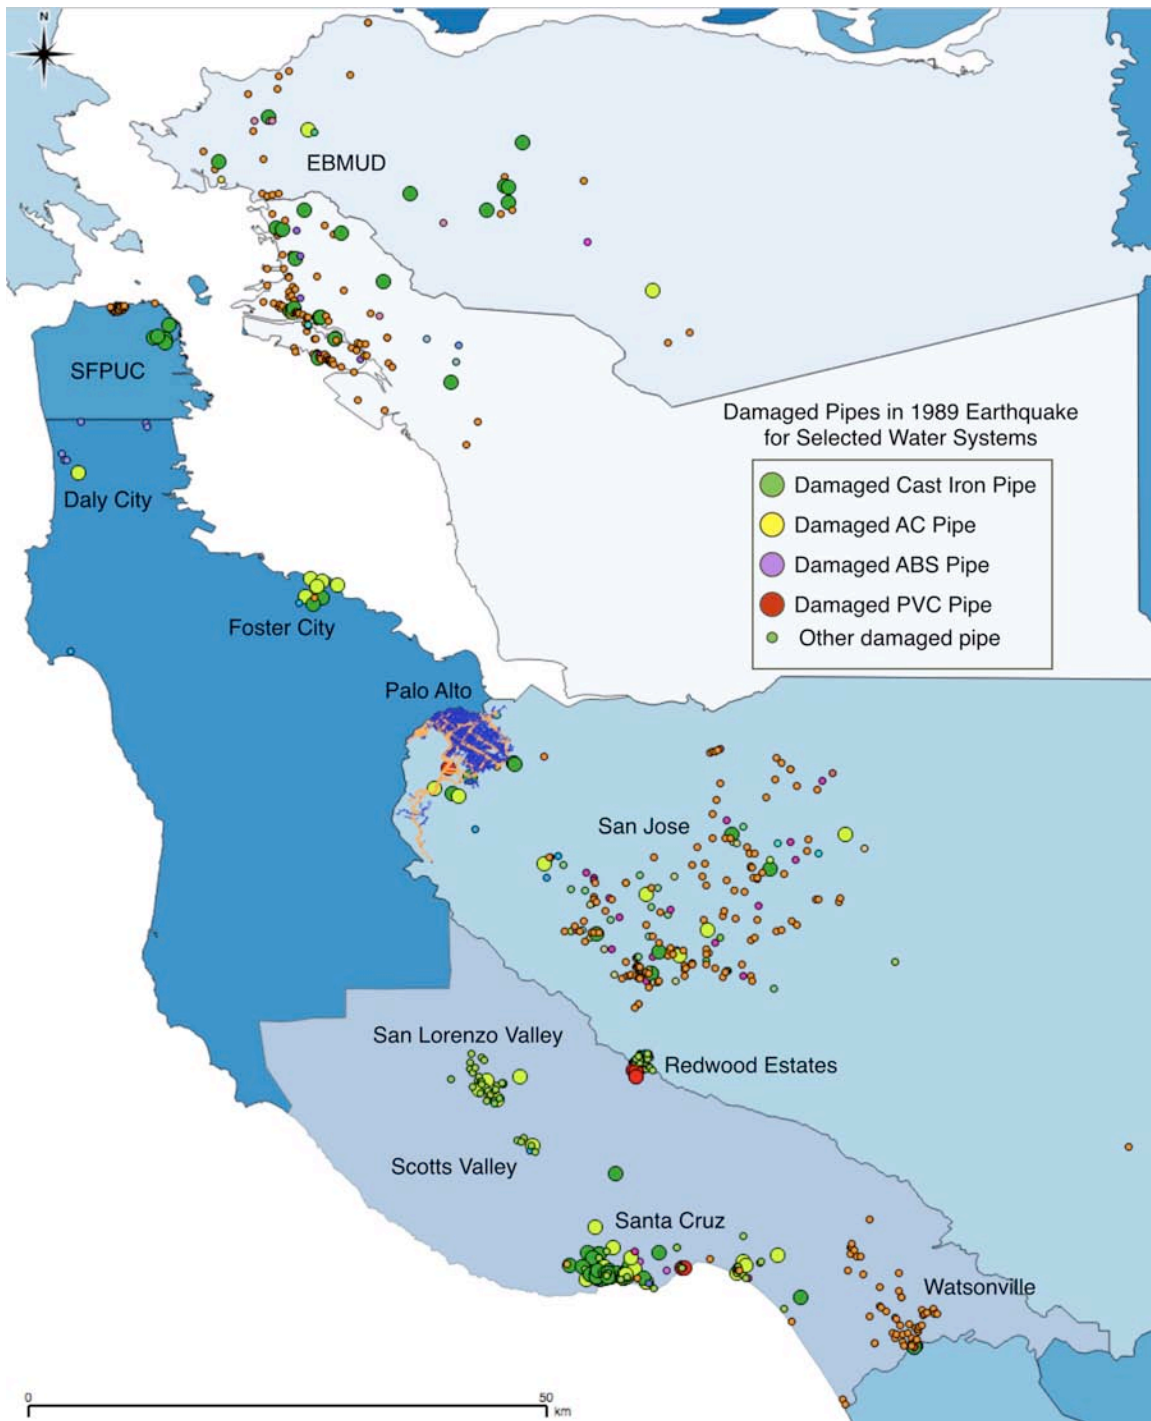 N
EBMUD
SFPUC
Damaged Pipes in 1989 Earthquake
for Selected Water Systems
Damaged Cast Iron Pipe
Damaged AC Pipe
Damaged ABS Pipe
Damaged PVC Pipe
Other damaged pipe
Daly City
Foster City
Palo Alto
San Jose
San Lorenzo Valley
Redwood Estates
Scotts Valley
Santa Cruz
Watsonville
0 50
km